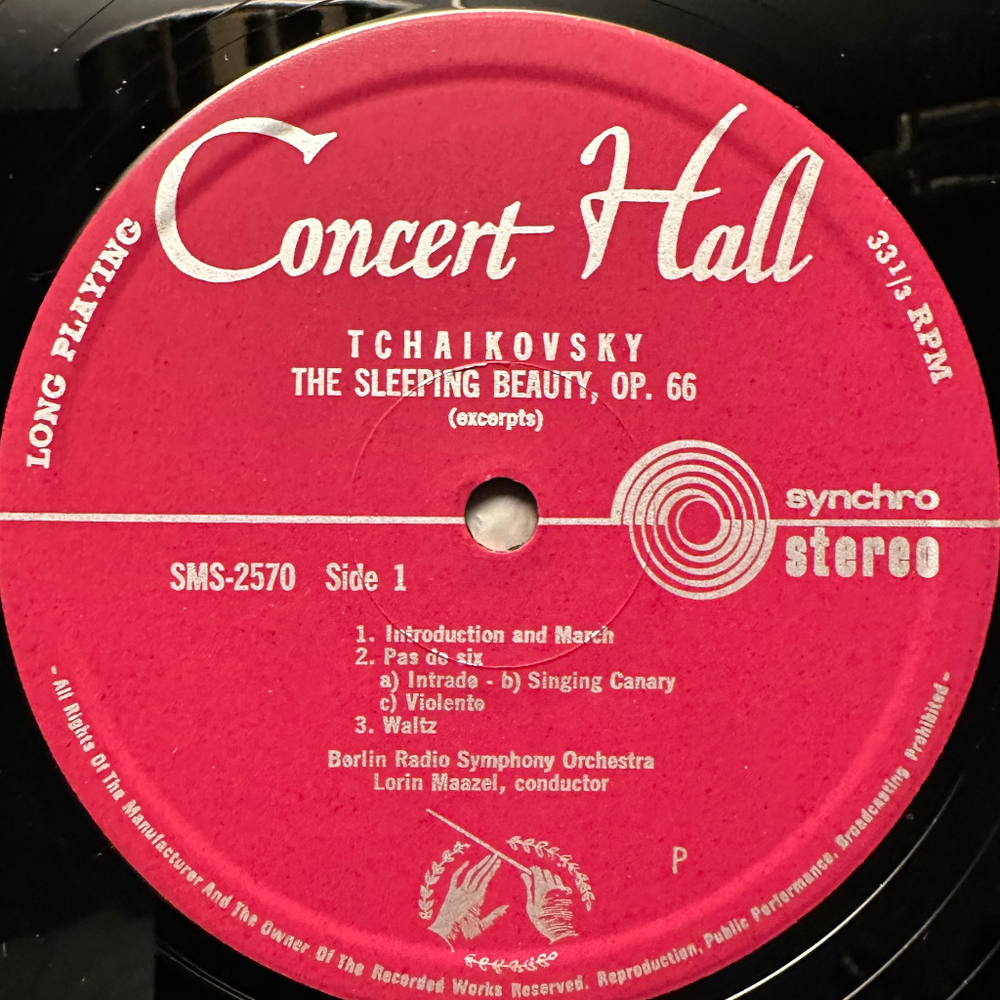 Concert Hall
LONG PLAYING
33 1/3 RPM
TCHAIKOVSKY
THE SLEEPING BEAUTY, OP. 66
(excerpts)
synchro
stereo
SMS-2570 Side 1
1. Introduction and March
2. Pas de six
a) Intrade - b) Singing Canary
c) Violente
3. Waltz
Berlin Radio Symphony Orchestra
Lorin Maazel, conductor
P
- All Rights Of The Manufacturer And The Owner Of The Recorded Works Reserved. Reproduction, Public Performance, Broadcasting Prohibited -